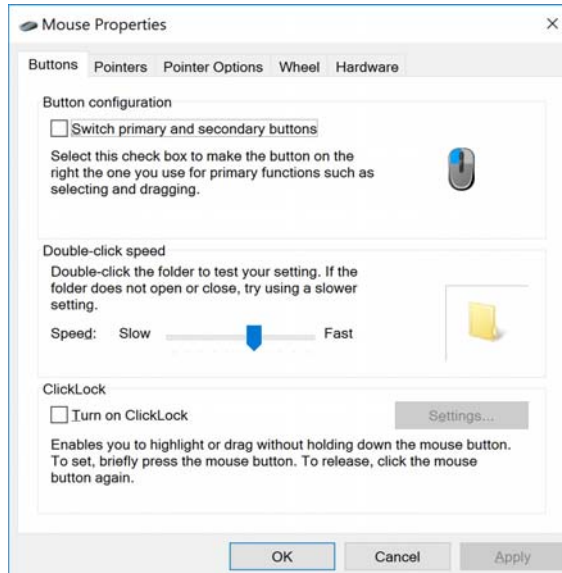 Mouse Properties
Buttons Pointers Pointer Options Wheel Hardware
Button configuration
Switch primary and secondary buttons
Select this check box to make the button on the
right the one you use for primary functions such as
selecting and dragging.
Double-click speed
Double-click the folder to test your setting. If the
folder does not open or close, try using a slower
setting.
Speed: Slow Fast
ClickLock
Turn on ClickLock Settings...
Enables you to highlight or drag without holding down the mouse button.
To set, briefly press the mouse button. To release, click the mouse
button again.
OK Cancel Apply